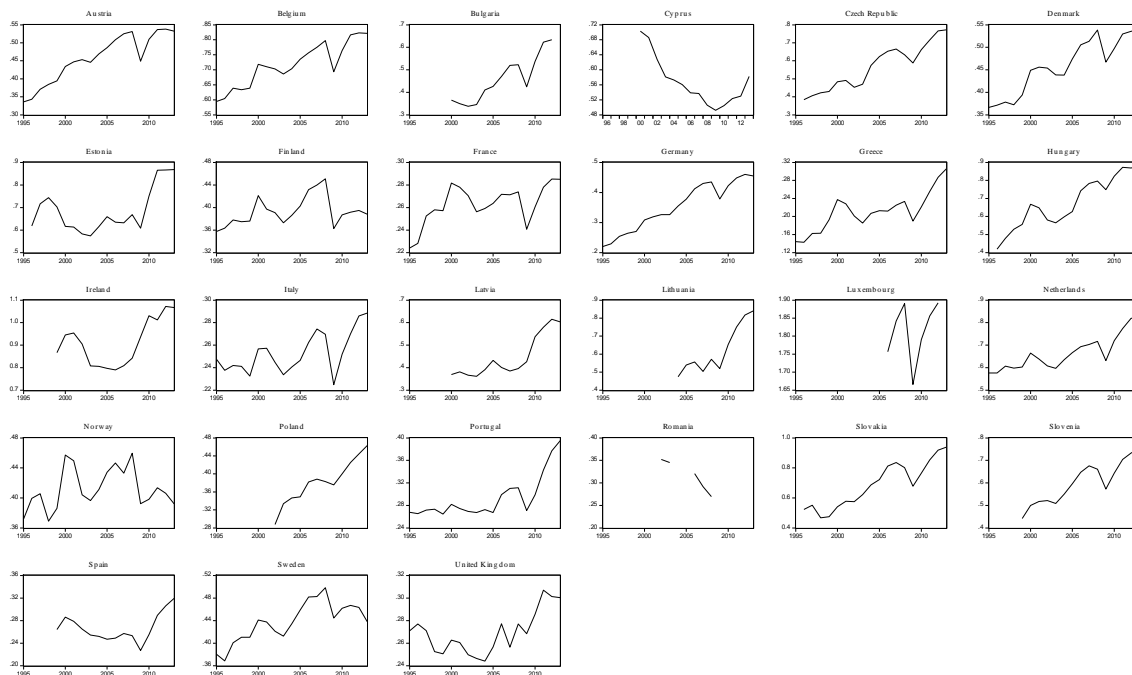 Austria
.55
.50
.45
.40
.35
.30
1995 2000 2005 2010
Belgium
.85
.80
.75
.70
.65
.60
.55
1995 2000 2005 2010
Bulgaria
.7
.6
.5
.4
.3
1995 2000 2005 2010
Cyprus
.72
.68
.64
.60
.56
.52
.48
96 98 00 02 04 06 08 10 12
Czech Republic
.8
.7
.6
.5
.4
.3
1995 2000 2005 2010
Denmark
.55
.50
.45
.40
.35
1995 2000 2005 2010
Estonia
.9
.8
.7
.6
.5
1995 2000 2005 2010
Finland
.48
.44
.40
.36
.32
1995 2000 2005 2010
France
.28
.26
.24
.22
1995 2000 2005 2010
Germany
.5
.4
.3
.2
1995 2000 2005 2010
Greece
.32
.28
.24
.20
.16
.12
1995 2000 2005 2010
Hungary
.9
.8
.7
.6
.5
.4
1995 2000 2005 2010
Ireland
1.1
1.0
0.9
0.8
0.7
1995 2000 2005 2010
Italy
.30
.28
.26
.24
.22
1995 2000 2005 2010
Latvia
.7
.6
.5
.4
.3
1995 2000 2005 2010
Lithuania
.9
.8
.7
.6
.5
.4
1995 2000 2005 2010
Luxembourg
1.90
1.85
1.80
1.75
1.70
1.65
1995 2000 2005 2010
Netherlands
.9
.8
.7
.6
.5
1995 2000 2005 2010
Norway
.48
.44
.40
.36
1995 2000 2005 2010
Poland
.48
.44
.40
.36
.32
.28
1995 2000 2005 2010
Portugal
.40
.36
.32
.28
.24
1995 2000 2005 2010
Romania
.40
.35
.30
.25
.20
1995 2000 2005 2010
Slovakia
1.0
0.8
0.6
0.4
1995 2000 2005 2010
Slovenia
.8
.7
.6
.5
.4
1995 2000 2005 2010
Spain
.36
.32
.28
.24
.20
1995 2000 2005 2010
Sweden
.52
.48
.44
.40
.36
1995 2000 2005 2010
United Kingdom
.32
.30
.28
.26
.24
1995 2000 2005 2010